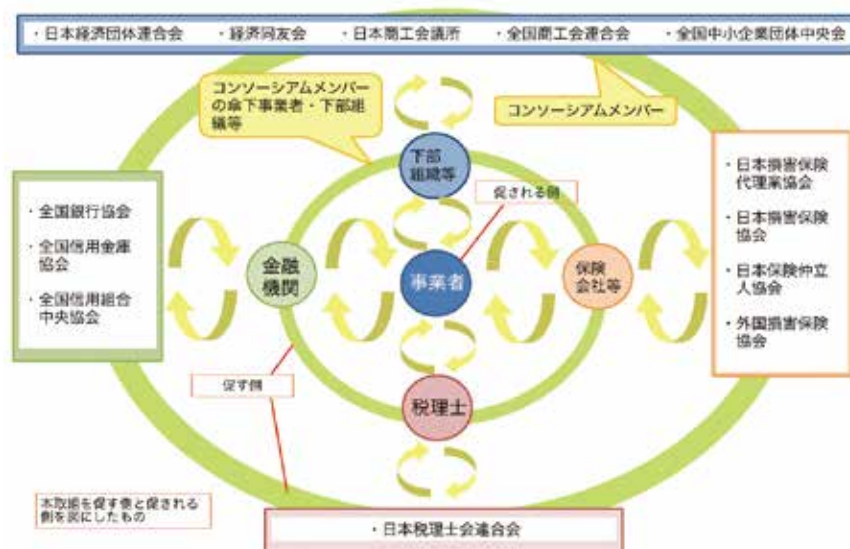 ・日本経済団体連合会　・経済同友会　・日本商工会議所　・全国商工会連合会　・全国中小企業団体中央会
コンソーシアムメンバー
の傘下事業者・下部組
織等
コンソーシアムメンバー
下部
組織等
促される側
・全国銀行協会
・全国信用金庫
協会
・全国信用組合
中央協会
金融
機関
事業者
保険
会社等
・日本損害保険
代理業協会
・日本損害保険
協会
・日本保険仲立
人協会
・外国損害保険
協会
促す側
税理士
本取組を促す側と促される
側を図にしたもの
・日本税理士会連合会